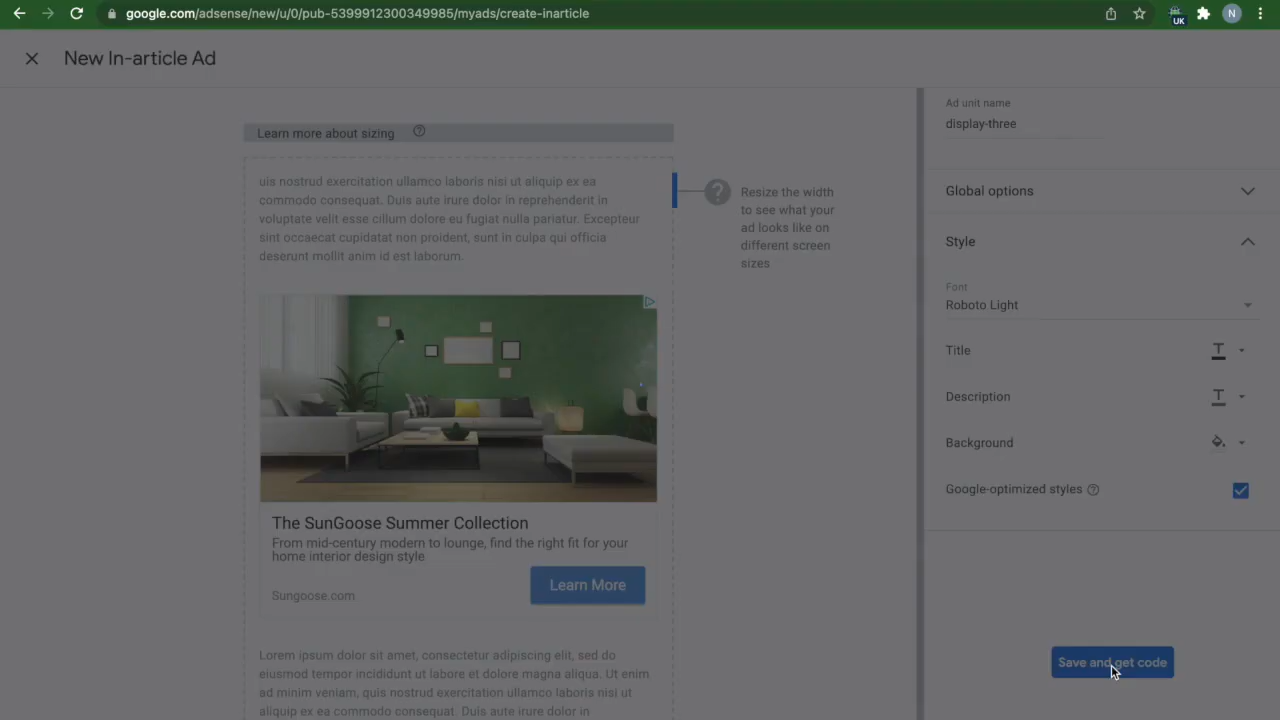 google.com/adsense/new/u/0/pub-5399912300349985/myads/create-inarticle
UK
N
New In-article Ad
Learn more about sizing
uis nostrud exercitation ullamco laboris nisi ut aliquip ex ea
commodo consequat. Duis aute irure dolor in reprehenderit in
voluptate velit esse cillum dolore eu fugiat nulla pariatur. Excepteur
sint occaecat cupidatat non proident, sunt in culpa qui officia
deserunt mollit anim id est laborum.
Resize the width
to see what your
ad looks like on
different screen
sizes
The SunGoose Summer Collection
From mid-century modern to lounge, find the right fit for your
home interior design style
Sungoose.com
Learn More
Lorem ipsum dolor sit amet, consectetur adipiscing elit, sed do
eiusmod tempor incididunt ut labore et dolore magna aliqua. Ut enim
ad minim veniam, quis nostrud exercitation ullamco laboris nisi ut
aliquip ex ea commodo consequat. Duis aute irure dolor in
Ad unit name
display-three
Global options
Style
Font
Roboto Light
Title
Description
Background
Google-optimized styles
Save and get code